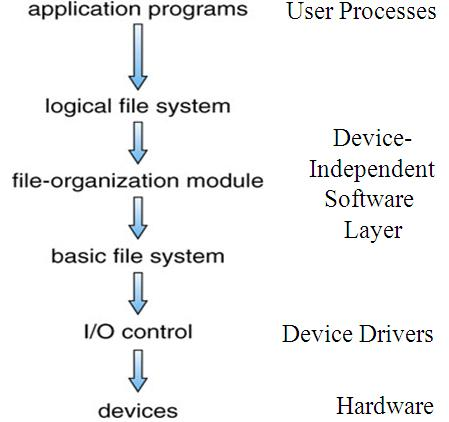 application programs
User Processes
logical file system
Device-
Independent
Software
Layer
file-organization module
basic file system
I/O control
Device Drivers
devices
Hardware